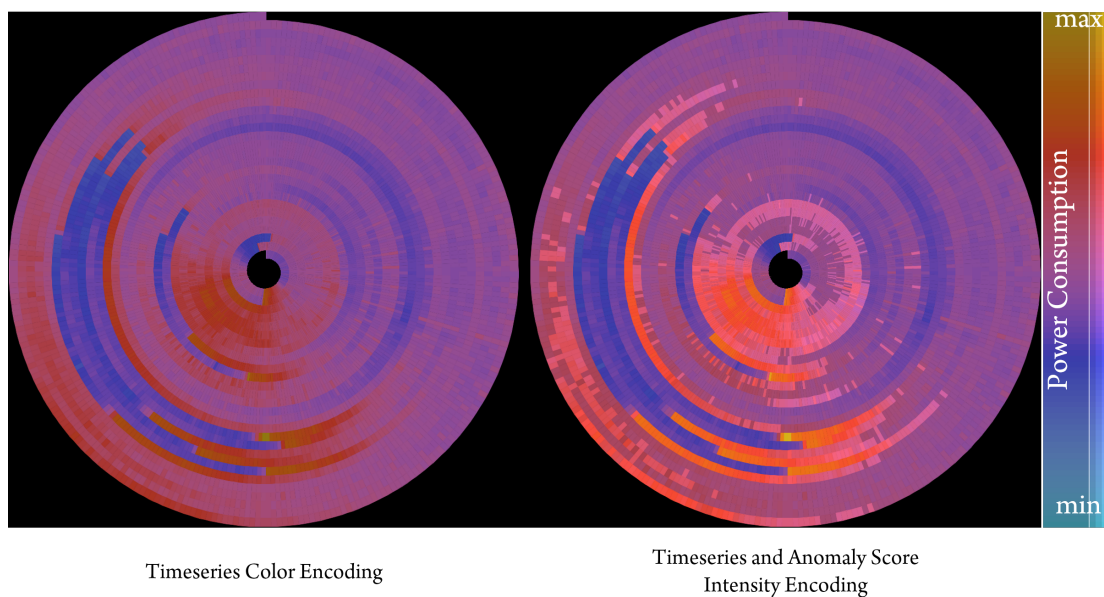 max
Power Consumption
min
Timeseries Color Encoding
Timeseries and Anomaly Score
Intensity Encoding